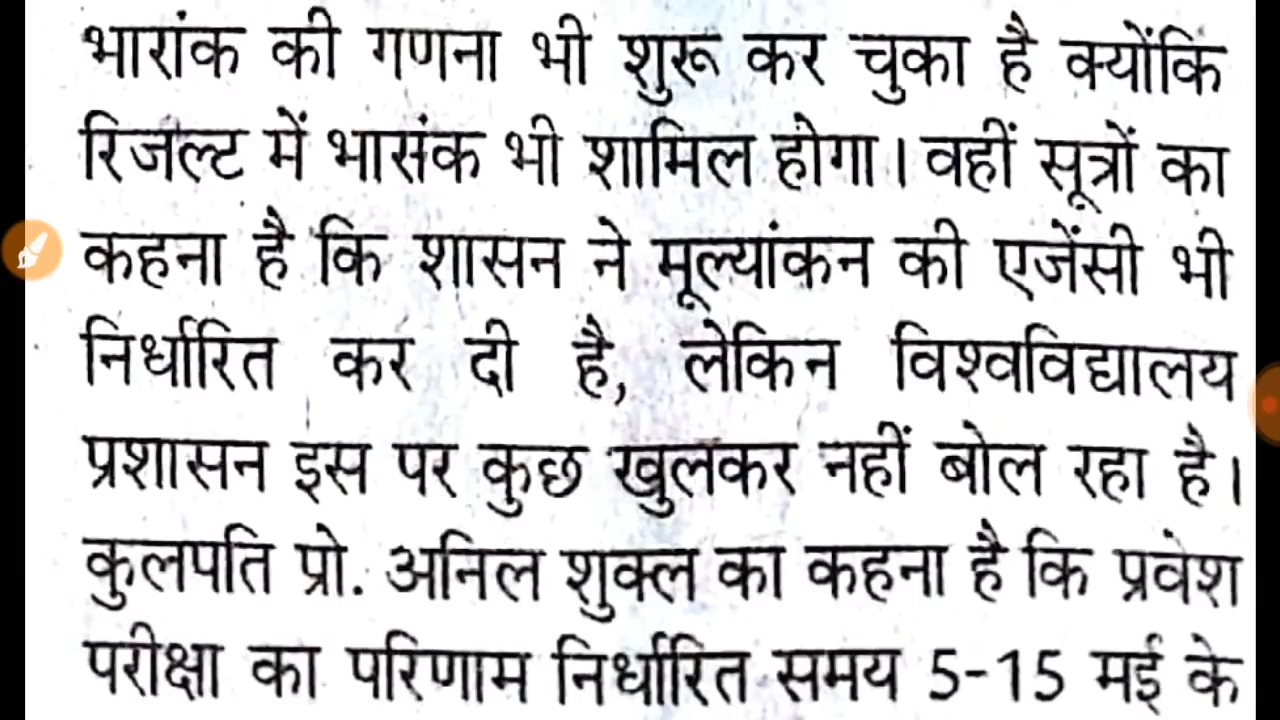 भारांक की गणना भी शुरू कर चुका है क्योंकि
रिजल्ट में भासंक भी शामिल होगा। वहीं सूत्रों का
कहना है कि शासन ने मूल्यांकन की एजेंसी भी
निर्धारित कर दी है, लेकिन विश्वविद्यालय
प्रशासन इस पर कुछ खुलकर नहीं बोल रहा है।
कुलपति प्रो. अनिल शुक्ल का कहना है कि प्रवेश
परीक्षा का परिणाम निर्धारित समय 5-15 मई के